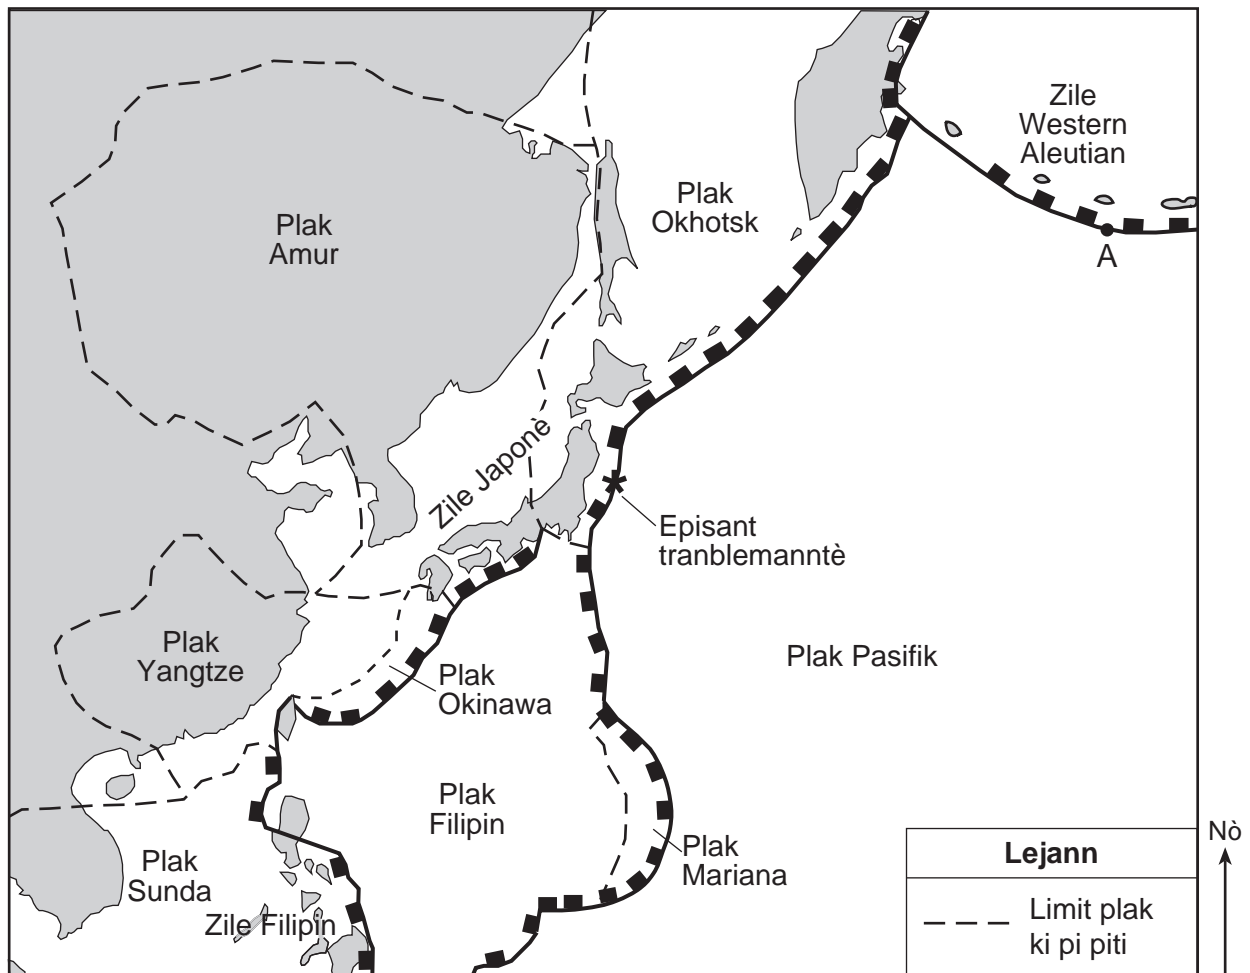 Zile
Western
Aleutian
Plak
Okhotsk
Plak
Amur
A
Zile Japonè
Episant
tranblemanntè
Plak
Yangtze
Plak
Okinawa
Plak Pasifik
Plak
Filipin
Plak
Mariana
Plak
Sunda
Zile Filipin
Nò
Lejann
Limit plak
ki pi piti